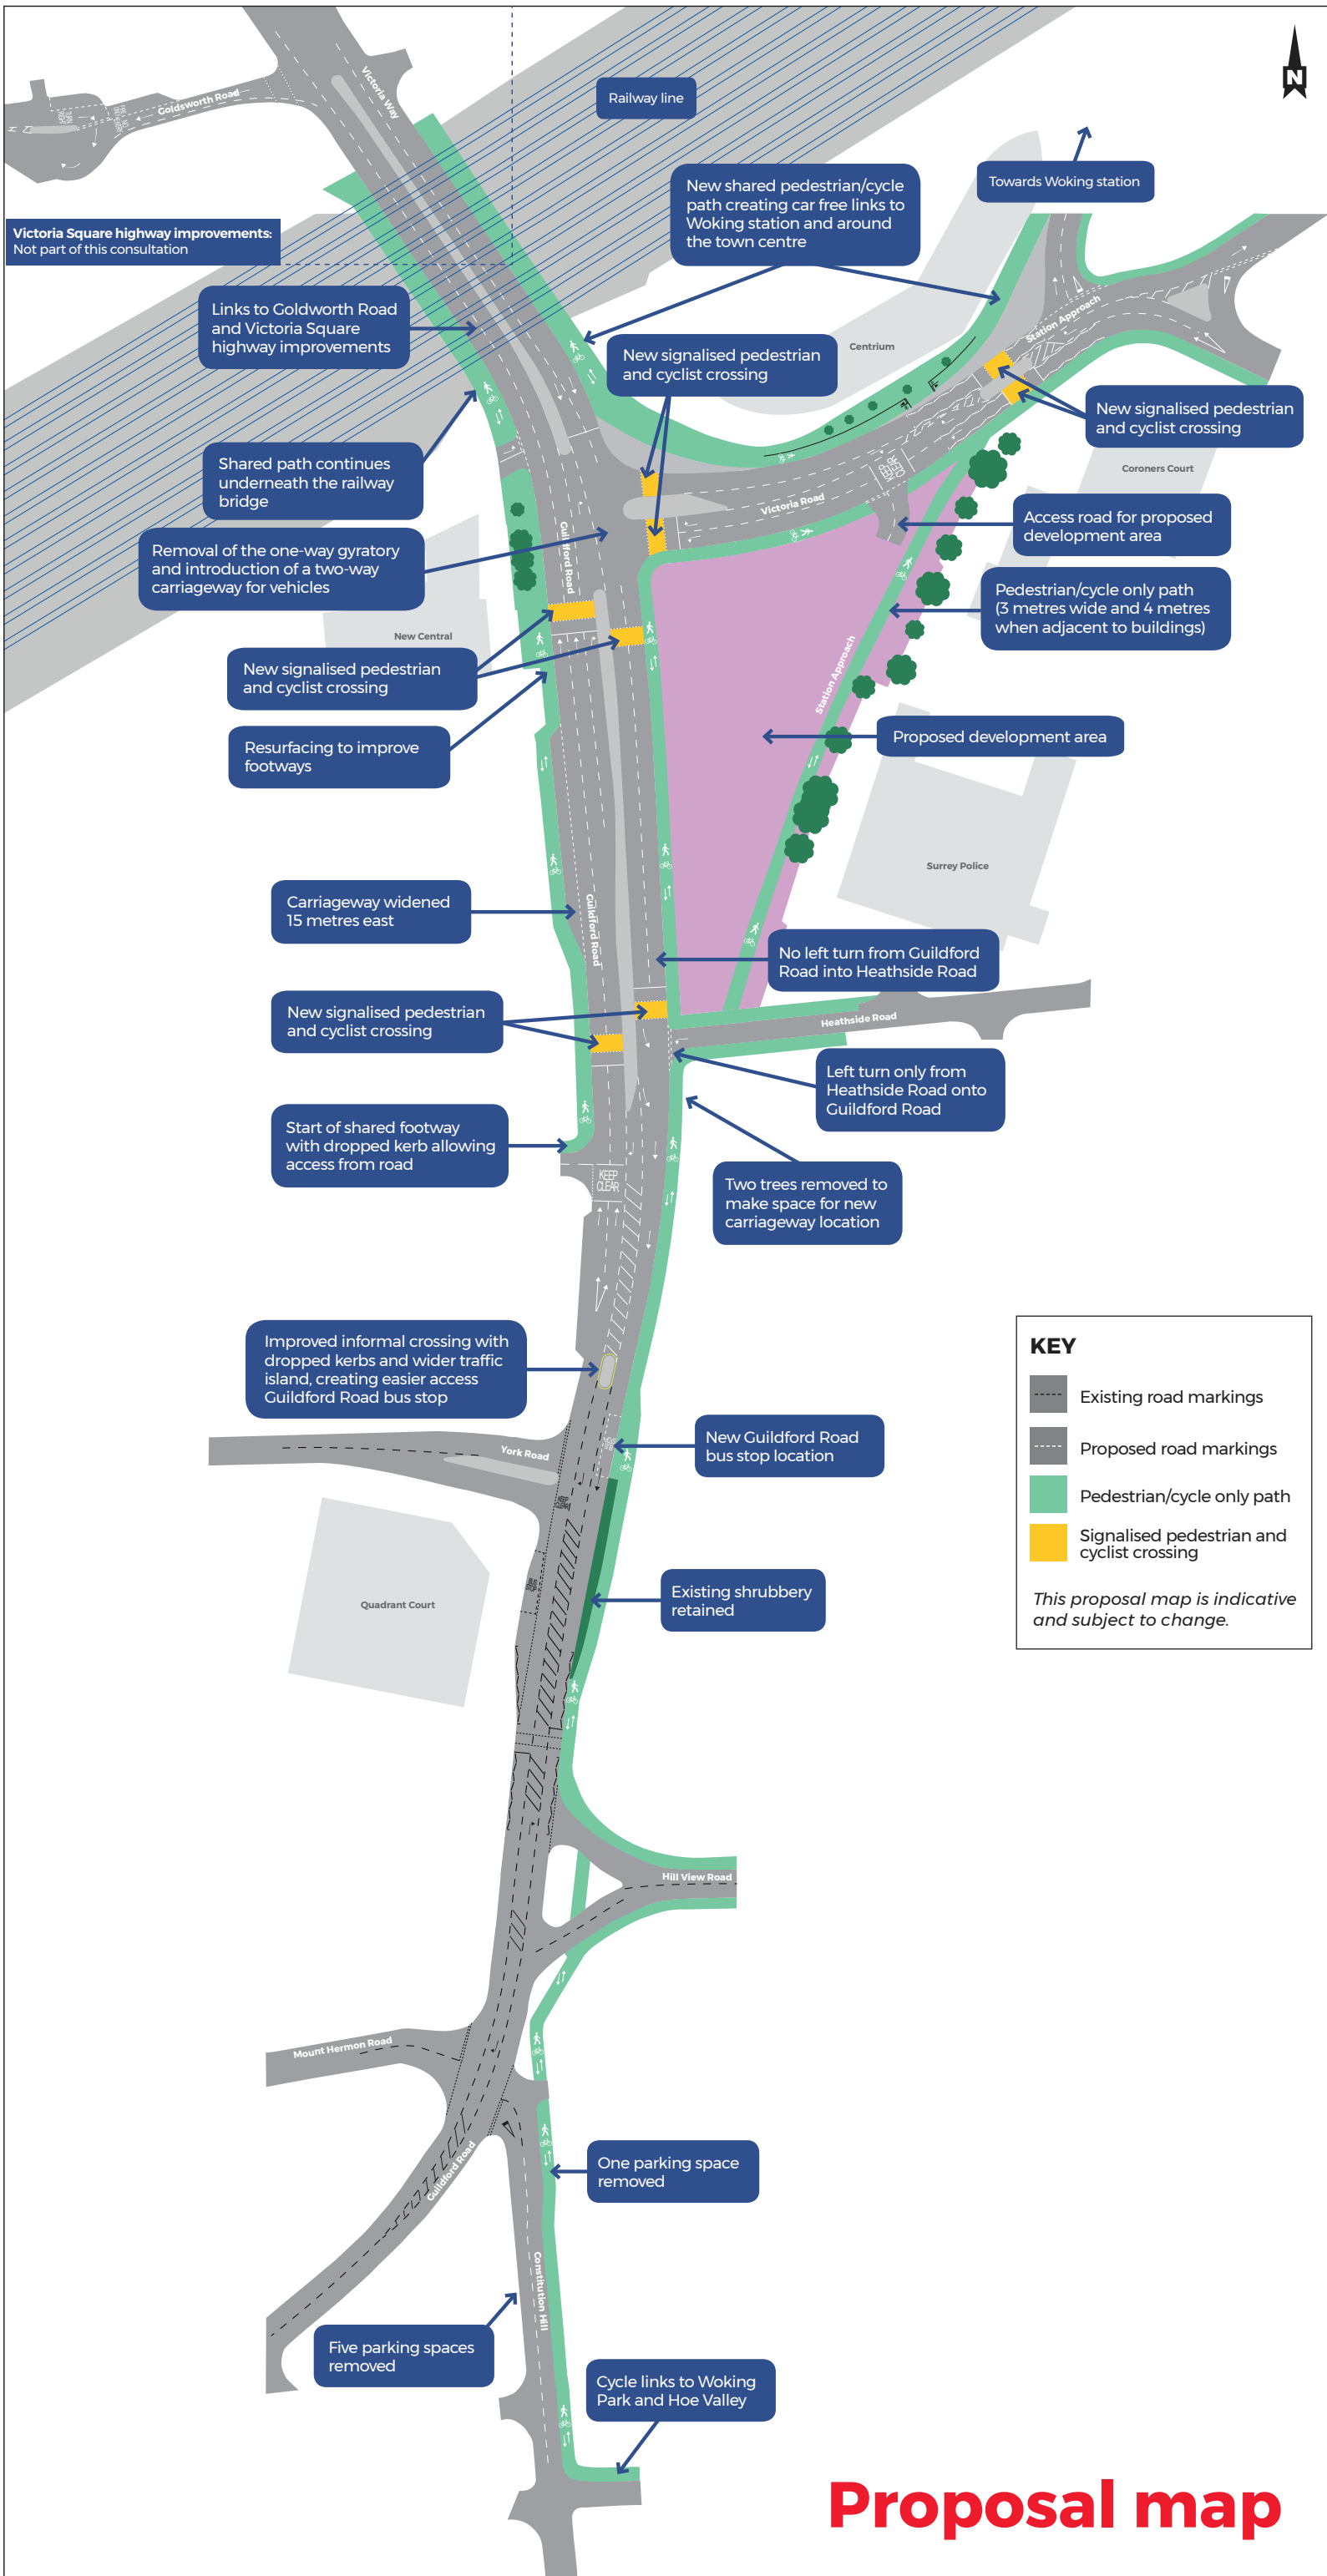 Victoria Way
Goldsworth Road
Railway line
N
Towards Woking station
New shared pedestrian/cycle
path creating car free links to
Woking station and around
the town centre
Victoria Square highway improvements:
Not part of this consultation
Links to Goldworth Road
and Victoria Square
highway improvements
New signalised pedestrian
and cyclist crossing
Centrium
Station Approach
New signalised pedestrian
and cyclist crossing
Coroners Court
Shared path continues
underneath the railway
bridge
Victoria Road
KEEP
CLEAR
Access road for proposed
development area
Guildford Road
Removal of the one-way gyratory
and introduction of a two-way
carriageway for vehicles
Pedestrian/cycle only path
(3 metres wide and 4 metres
when adjacent to buildings)
New Central
New signalised pedestrian
and cyclist crossing
Station Approach
Resurfacing to improve
footways
Proposed development area
Surrey Police
Carriageway widened
15 metres east
Guildford Road
No left turn from Guildford
Road into Heathside Road
New signalised pedestrian
and cyclist crossing
Heathside Road
Left turn only from
Heathside Road onto
Guildford Road
Start of shared footway
with dropped kerb allowing
access from road
KEEP
CLEAR
Two trees removed to
make space for new
carriageway location
Improved informal crossing with
dropped kerbs and wider traffic
island, creating easier access
Guildford Road bus stop
New Guildford Road
bus stop location
York Road
Quadrant Court
Existing shrubbery
retained
KEY
Existing road markings
Proposed road markings
Pedestrian/cycle only path
Signalised pedestrian and
cyclist crossing
This proposal map is indicative
and subject to change.
Hill View Road
Mount Hermon Road
Guildford Road
One parking space
removed
Constitution Hill
Five parking spaces
removed
Cycle links to Woking
Park and Hoe Valley
Proposal map